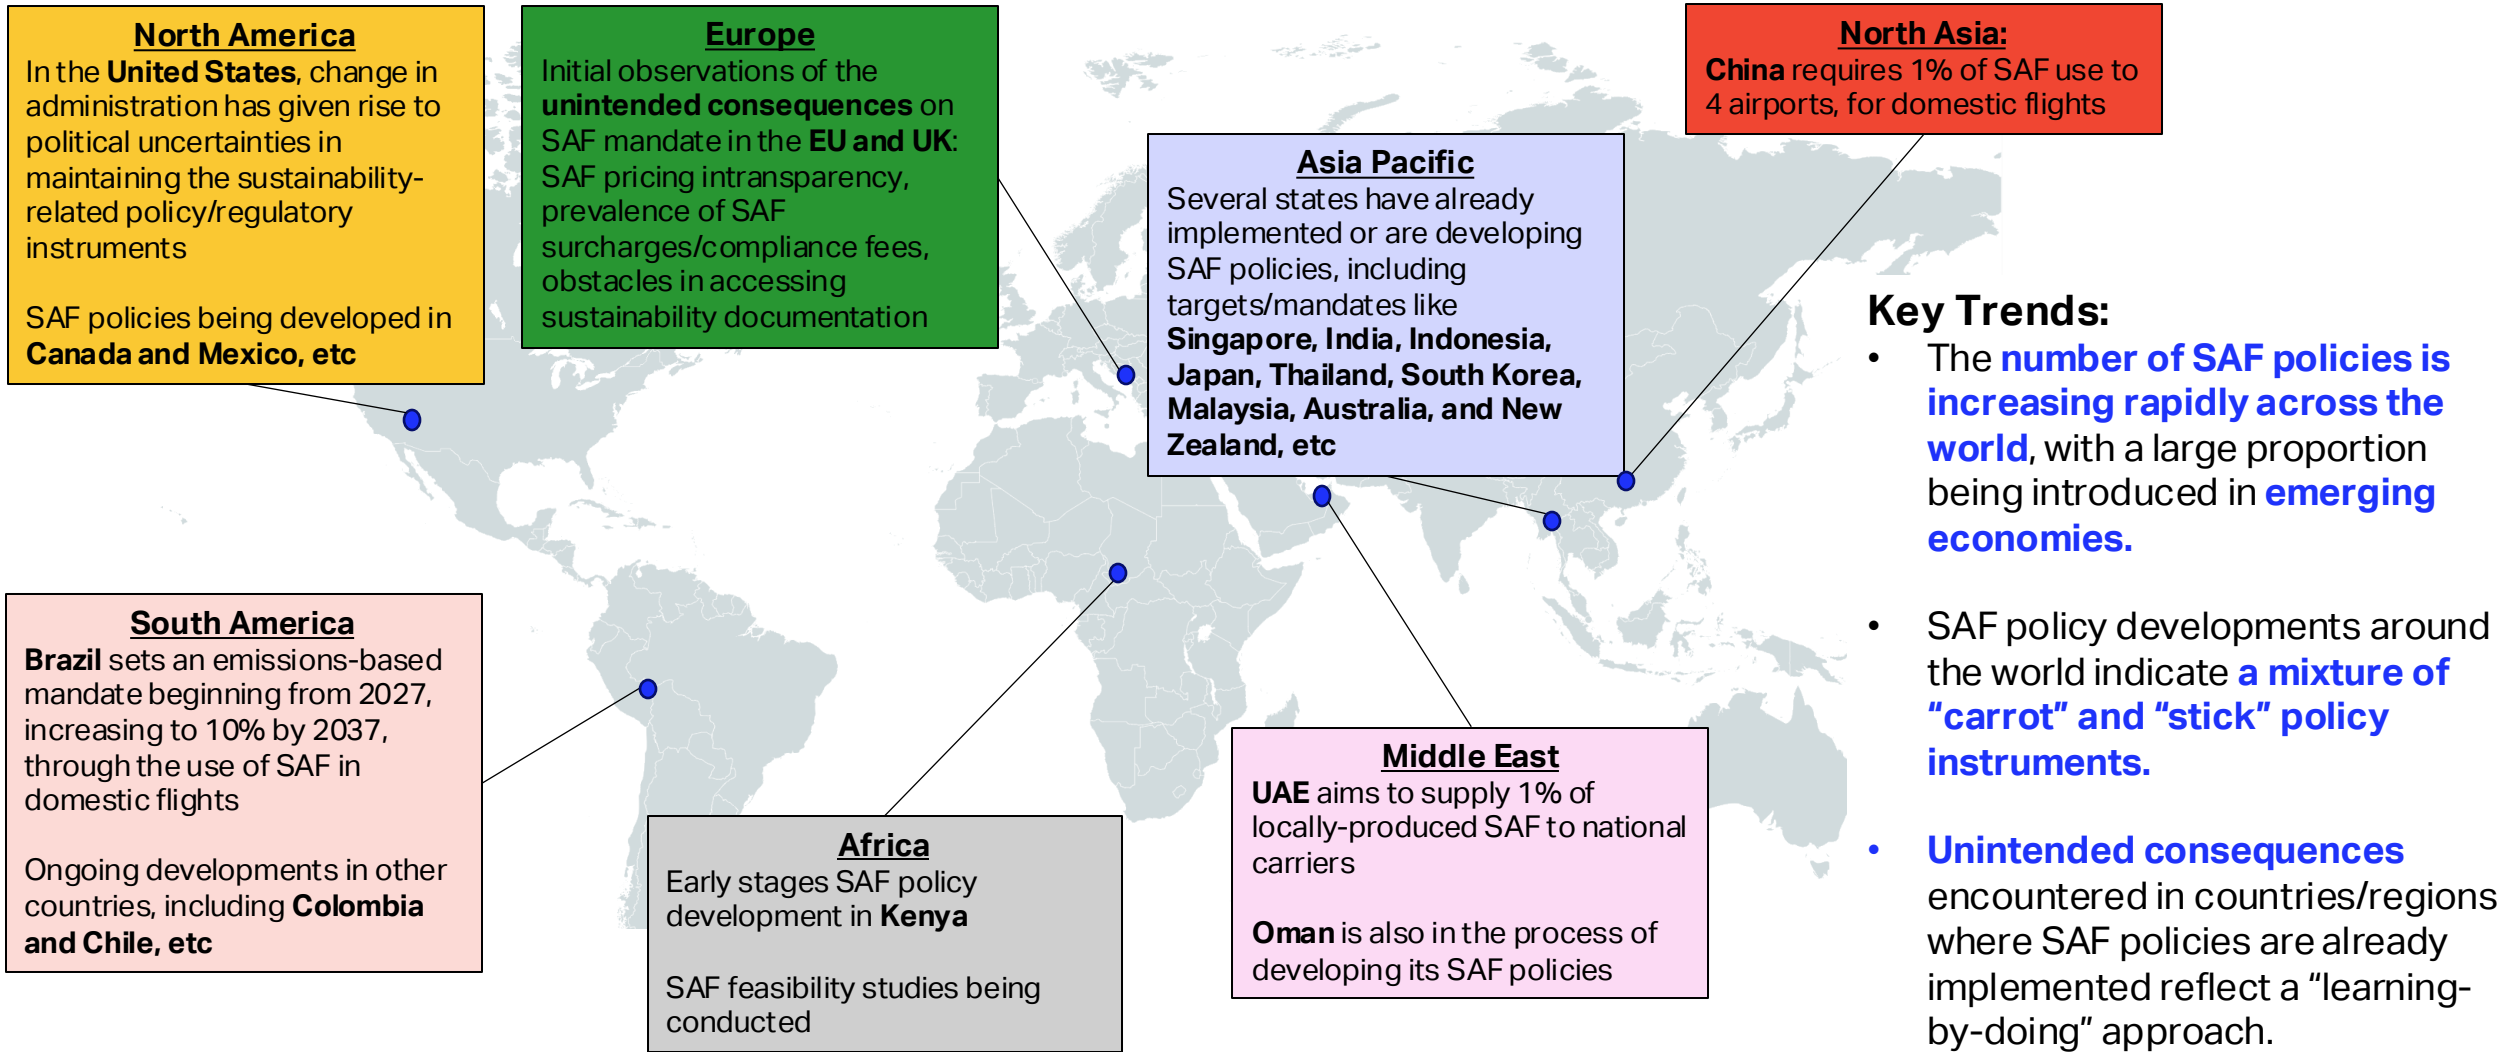 North America
In the United States, change in
administration has given rise to
political uncertainties in
maintaining the sustainability-
related policy/regulatory
instruments
SAF policies being developed in
Canada and Mexico, etc
Europe
Initial observations of the
unintended consequences on
SAF mandate in the EU and UK:
SAF pricing intransparency,
prevalence of SAF
surcharges/compliance fees,
obstacles in accessing
sustainability documentation
Asia Pacific
Several states have already
implemented or are developing
SAF policies, including
targets/mandates like
Singapore, India, Indonesia,
Japan, Thailand, South Korea,
Malaysia, Australia, and New
Zealand, etc
North Asia:
China requires 1% of SAF use to
4 airports, for domestic flights
South America
Brazil sets an emissions-based
mandate beginning from 2027,
increasing to 10% by 2037,
through the use of SAF in
domestic flights
Ongoing developments in other
countries, including Colombia
and Chile, etc
Africa
Early stages SAF policy
development in Kenya
SAF feasibility studies being
conducted
Middle East
UAE aims to supply 1% of
locally-produced SAF to national
carriers
Oman is also in the process of
developing its SAF policies
Key Trends:
• The number of SAF policies is
increasing rapidly across the
world, with a large proportion
being introduced in emerging
economies.
• SAF policy developments around
the world indicate a mixture of
“carrot” and “stick” policy
instruments.
• Unintended consequences
encountered in countries/regions
where SAF policies are already
implemented reflect a “learning-
by-doing” approach.